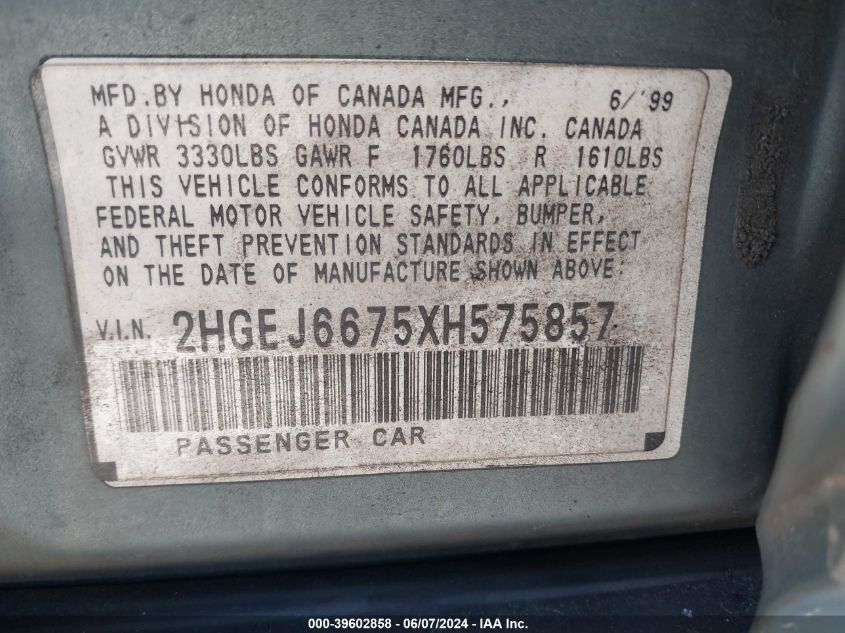 MFD.BY HONDA OF CANADA MFG., 6/'99
A DIVISION OF HONDA CANADA INC. CANADA
GVWR 3330LBS GAWR F 1760LBS R 1610LBS
THIS VEHICLE CONFORMS TO ALL APPLICABLE
FEDERAL MOTOR VEHICLE SAFETY, BUMPER,
AND THEFT PREVENTION STANDARDS IN EFFECT
ON THE DATE OF MANUFACTURE SHOWN ABOVE.
V.I.N. 2HGEJ6675XH575857
PASSENGER CAR
000-39602858 - 06/07/2024 - IAA Inc.